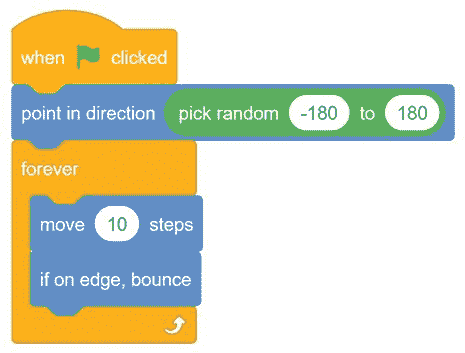 when clicked
point in direction pick random -180 to 180
forever
move 10 steps
if on edge, bounce